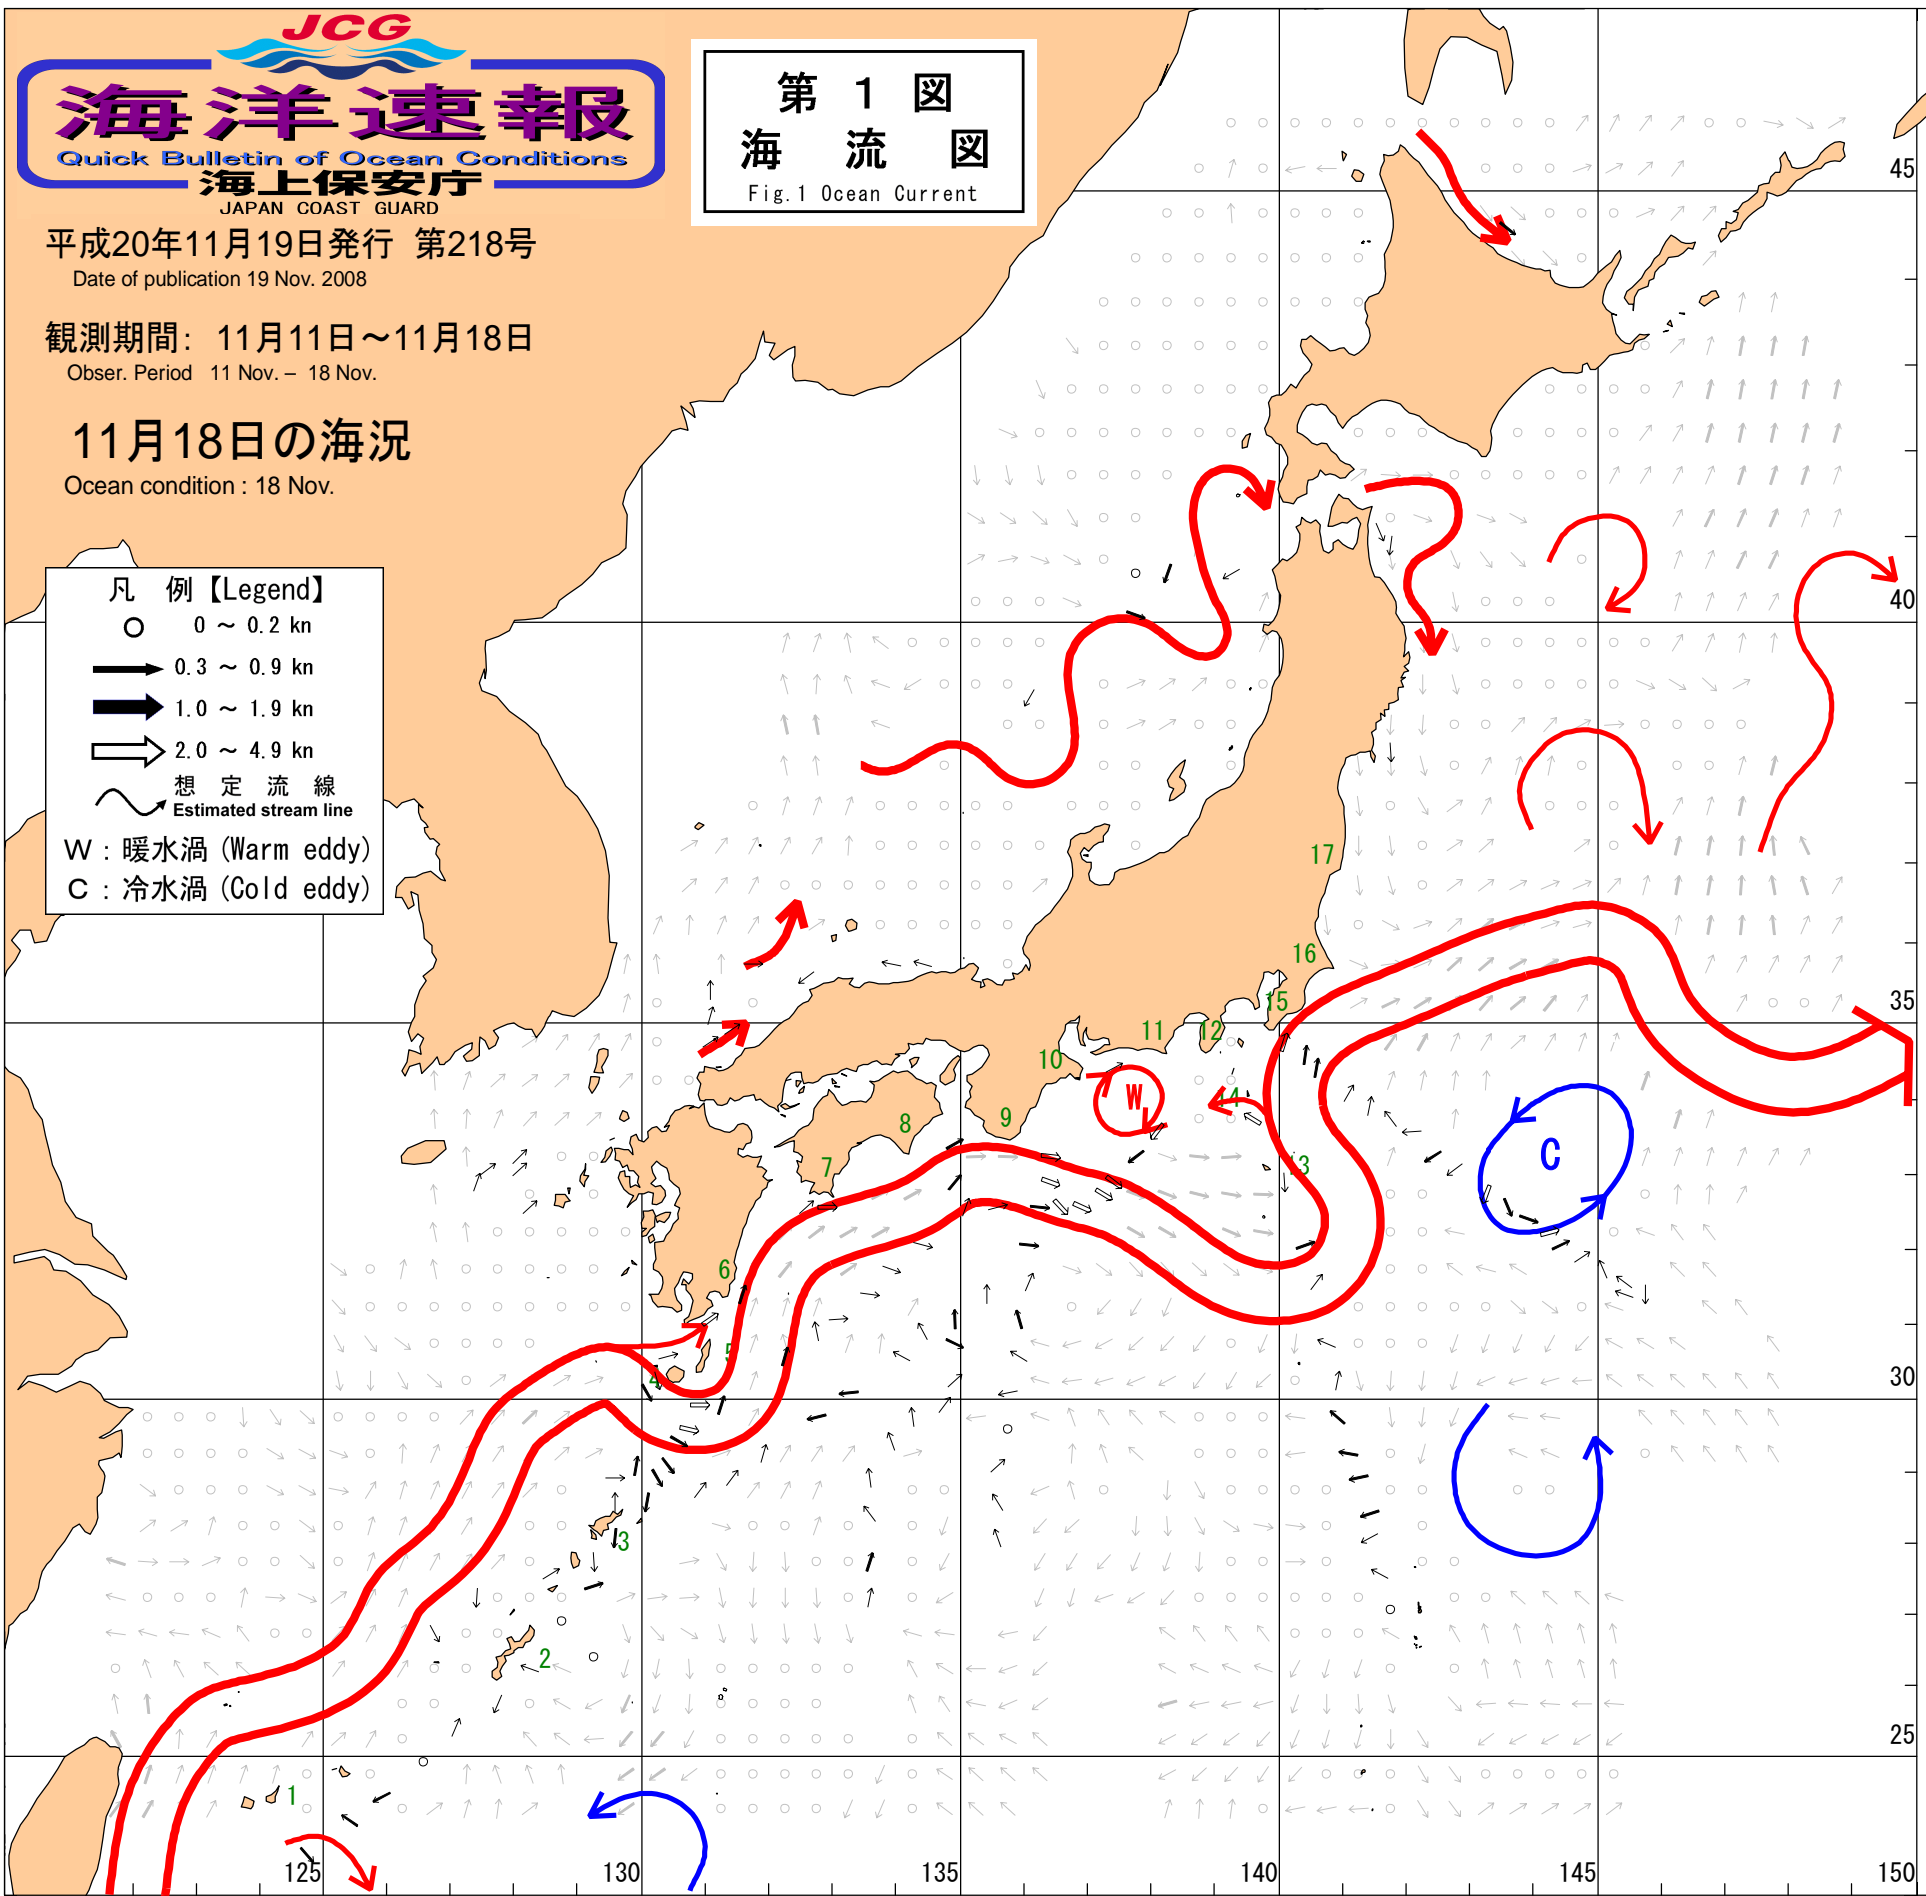 JCG
海洋速報
Quick Bulletin of Ocean Conditions
海上保安庁
JAPAN COAST GUARD
平成20年11月19日発行 第218号
Date of publication 19 Nov. 2008
観測期間: 11月11日～11月18日
Obser. Period 11 Nov. – 18 Nov.
11月18日の海況
Ocean condition : 18 Nov.
第 1 図
海 流 図
Fig.1 Ocean Current
凡 例【Legend】
0 ～ 0.2 kn
0.3 ～ 0.9 kn
1.0 ～ 1.9 kn
2.0 ～ 4.9 kn
想 定 流 線
Estimated stream line
W : 暖水渦 (Warm eddy)
C : 冷水渦 (Cold eddy)
45
40
17
16
35
15
11
12
10
W
14
9
8
C
7
13
6
5
4
30
3
2
25
1
125
130
135
140
145
150